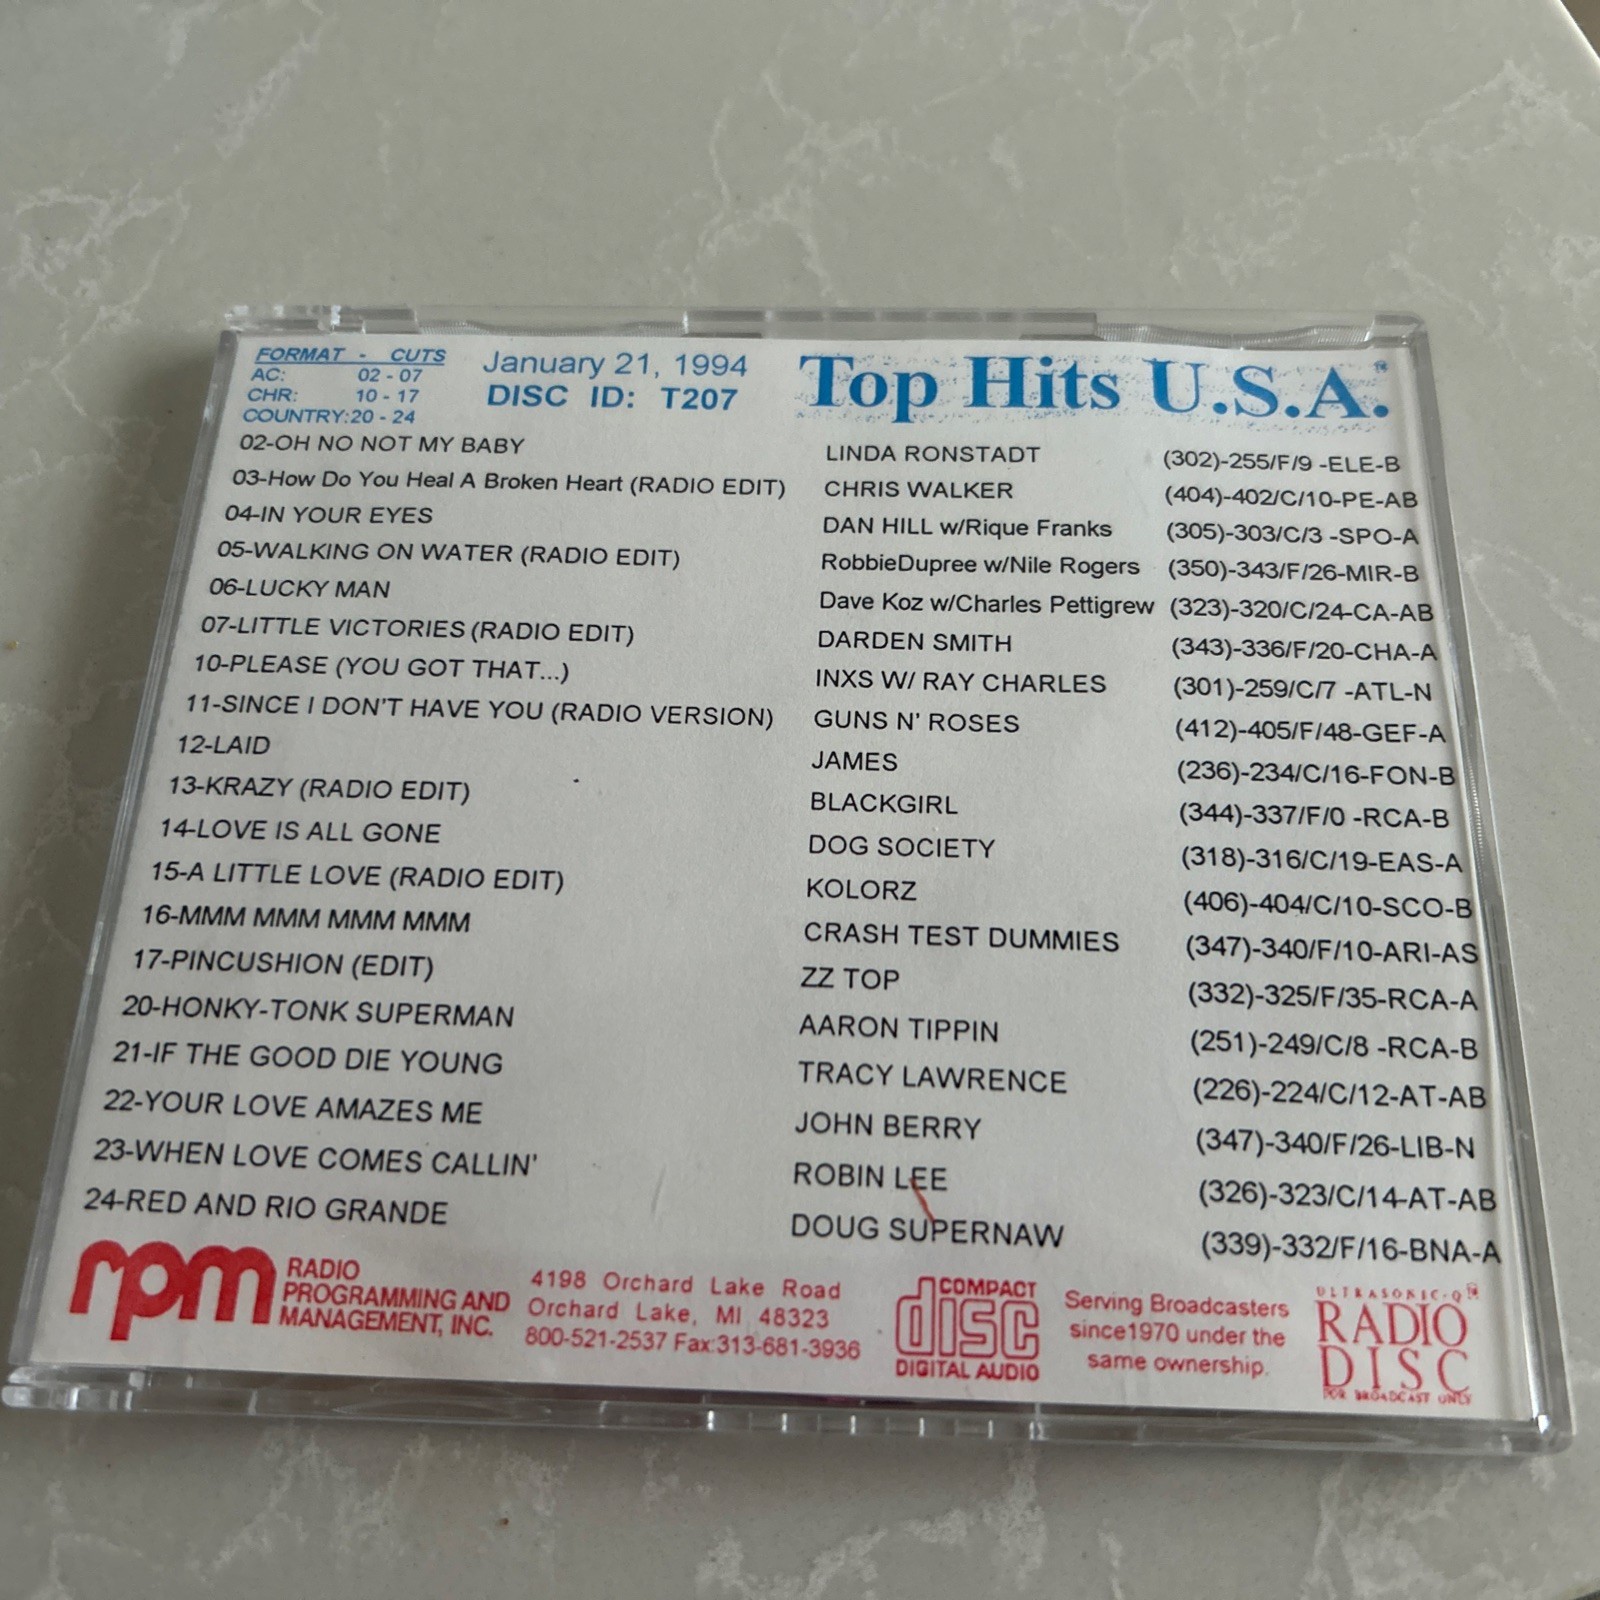 FORMAT - CUTS
AC: 02 - 07
CHR: 10 - 17
COUNTRY:20 - 24
January 21, 1994
DISC ID: T207
Top Hits U.S.A.™
02-OH NO NOT MY BABY LINDA RONSTADT (302)-255/F/9 -ELE-B
03-How Do You Heal A Broken Heart (RADIO EDIT) CHRIS WALKER (404)-402/C/10-PE-AB
04-IN YOUR EYES DAN HILL w/Rique Franks (305)-303/C/3 -SPO-A
05-WALKING ON WATER (RADIO EDIT) RobbieDupree w/Nile Rogers (350)-343/F/26-MIR-B
06-LUCKY MAN Dave Koz w/Charles Pettigrew (323)-320/C/24-CA-AB
07-LITTLE VICTORIES (RADIO EDIT) DARDEN SMITH (343)-336/F/20-CHA-A
10-PLEASE (YOU GOT THAT...) INXS W/ RAY CHARLES (301)-259/C/7 -ATL-N
11-SINCE I DON'T HAVE YOU (RADIO VERSION) GUNS N' ROSES (412)-405/F/48-GEF-A
12-LAID JAMES (236)-234/C/16-FON-B
13-KRAZY (RADIO EDIT) BLACKGIRL (344)-337/F/0 -RCA-B
14-LOVE IS ALL GONE DOG SOCIETY (318)-316/C/19-EAS-A
15-A LITTLE LOVE (RADIO EDIT) KOLORZ (406)-404/C/10-SCO-B
16-MMM MMM MMM MMM CRASH TEST DUMMIES (347)-340/F/10-ARI-AS
17-PINCUSHION (EDIT) ZZ TOP (332)-325/F/35-RCA-A
20-HONKY-TONK SUPERMAN AARON TIPPIN (251)-249/C/8 -RCA-B
21-IF THE GOOD DIE YOUNG TRACY LAWRENCE (226)-224/C/12-AT-AB
22-YOUR LOVE AMAZES ME JOHN BERRY (347)-340/F/26-LIB-N
23-WHEN LOVE COMES CALLIN' ROBIN LEE (326)-323/C/14-AT-AB
24-RED AND RIO GRANDE DOUG SUPERNAW (339)-332/F/16-BNA-A
rpm
RADIO
PROGRAMMING AND
MANAGEMENT, INC.
4198 Orchard Lake Road
Orchard Lake, MI 48323
800-521-2537 Fax:313-681-3936
COMPACT
disc
DIGITAL AUDIO
Serving Broadcasters
since1970 under the
same ownership.
ULTRASONIC-Q™
RADIO
DISC
FOR BROADCAST ONLY